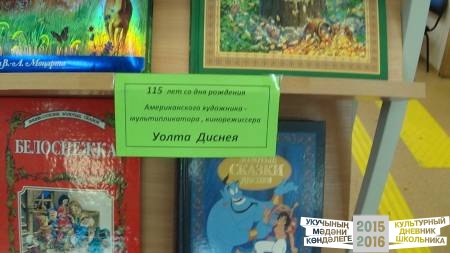 В.-А. Моцарта
115 лет со дня рождения
Американского художника -
мультипликатора, кинорежиссера
Уолта Диснея
БЕЛОСНЕЖКА
СКАЗКИ
УКУЧЫНЫҢ
МӘДӘНИ
КӨНДӘЛЕГЕ
2015
2016
КУЛЬТУРНЫЙ
ДНЕВНИК
ШКОЛЬНИКА